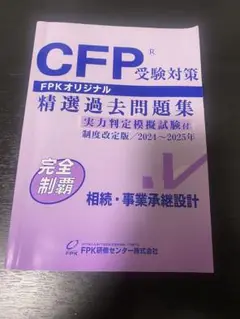 CFP® 受験対策
FPKオリジナル
精選過去問題集
実力判定模擬試験付
制度改定版／2024～2025年
完全
制覇
相続・事業承継設計
FPK
FPK研修センター株式会社